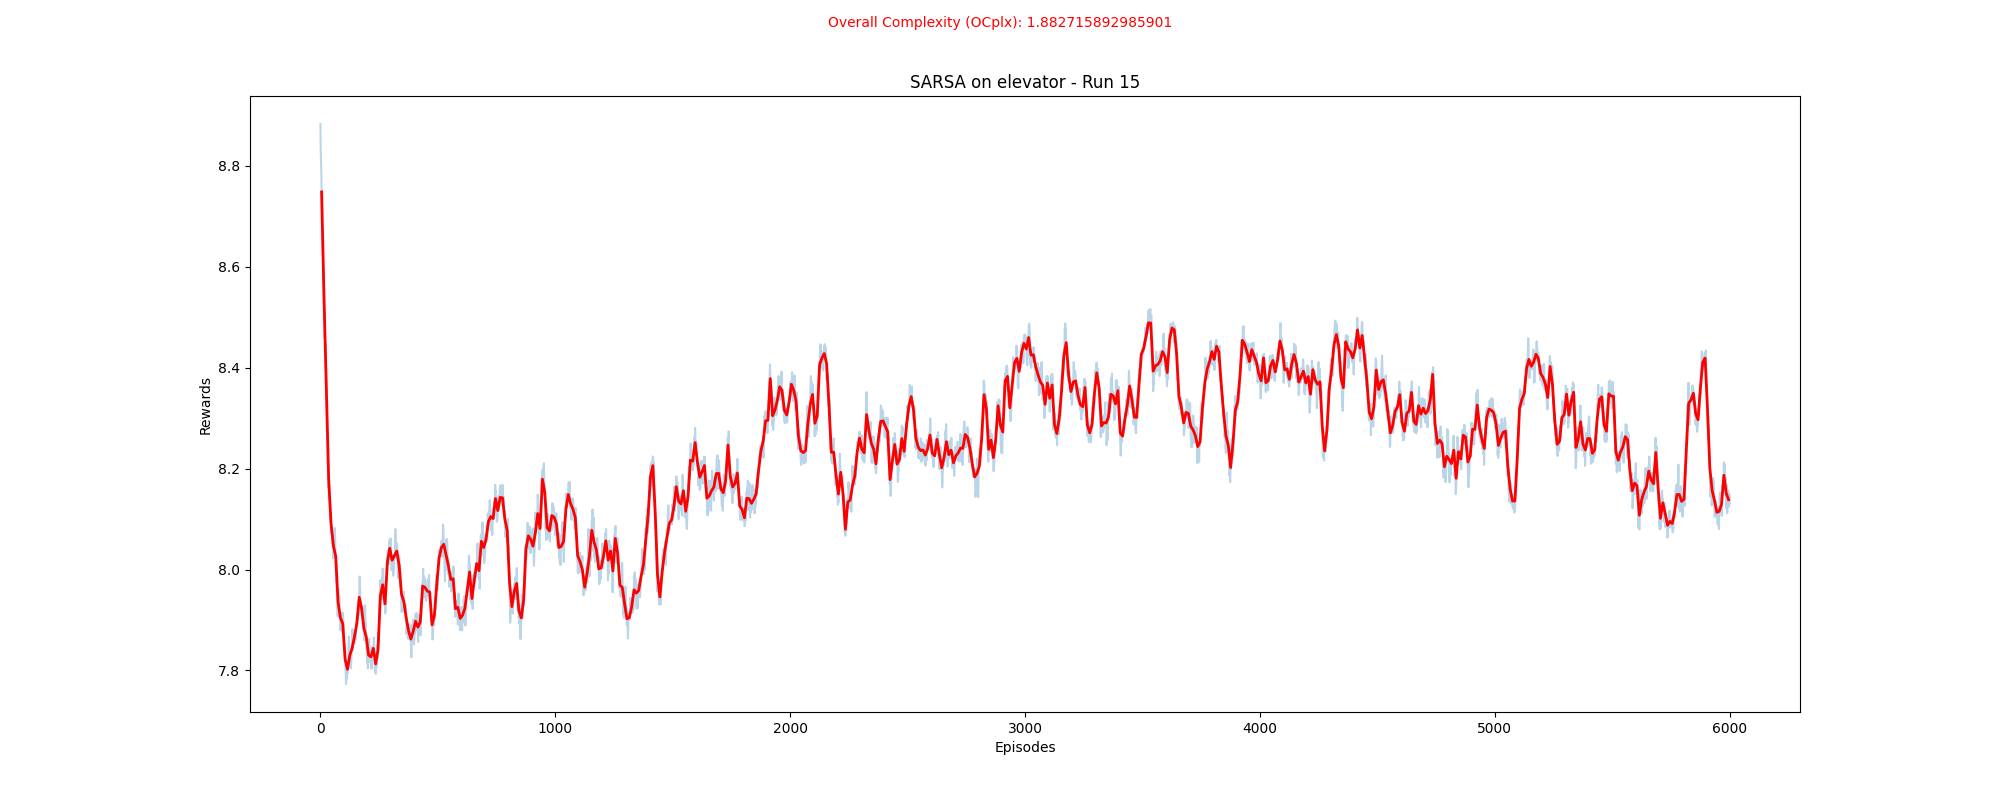 Overall Complexity (OCplx): 1.882715892985901
SARSA on elevator - Run 15
Rewards
8.8
8.6
8.4
8.2
8.0
7.8
0 1000 2000 3000 4000 5000 6000
Episodes